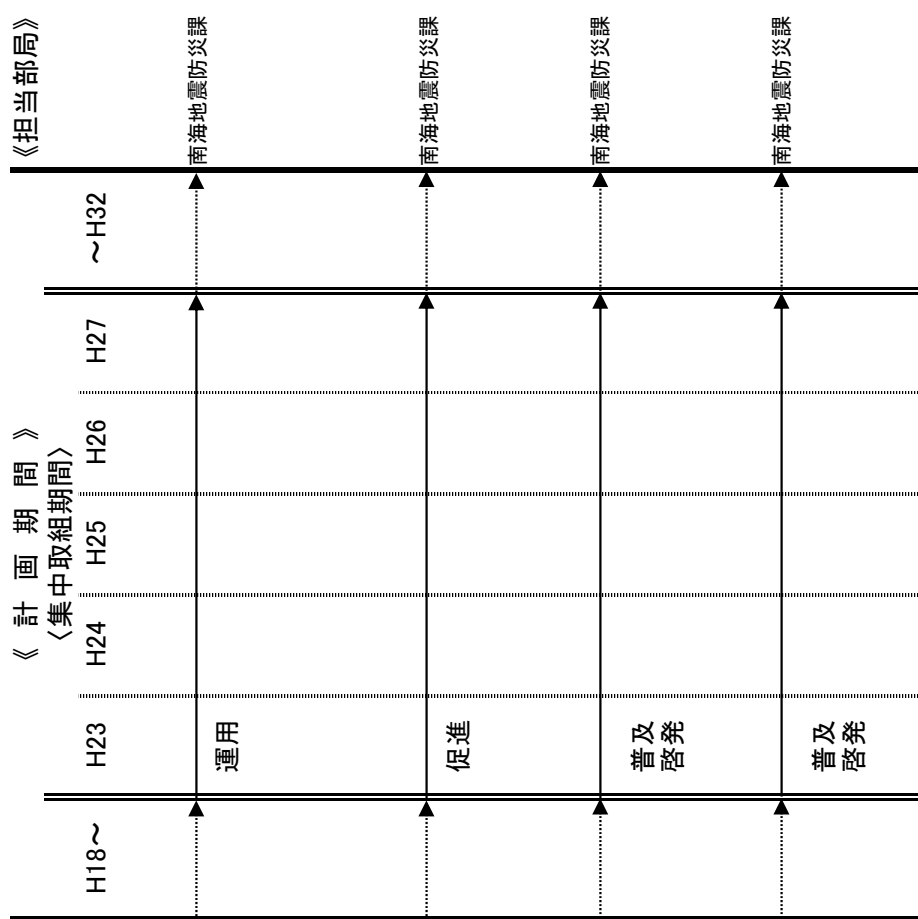 《 計 画 期 間 》
《担当部局》
〈集中取組期間〉
H18～
H23
H24
H25
H26
H27
～H32
運用
南海地震防災課
促進
南海地震防災課
普及
啓発
南海地震防災課
普及
啓発
南海地震防災課